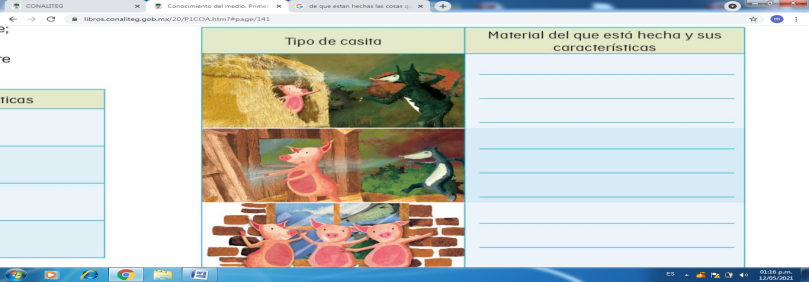 CONALITEG
Conocimiento del medio. Primer
de que estan hechas las cosas q
libros.conaliteg.gob.mx/20/P1COA.htm?#page/141
e;
re
ticas
Tipo de casita
Material del que está hecha y sus
características
ES
01:16 p.m.
12/05/2021